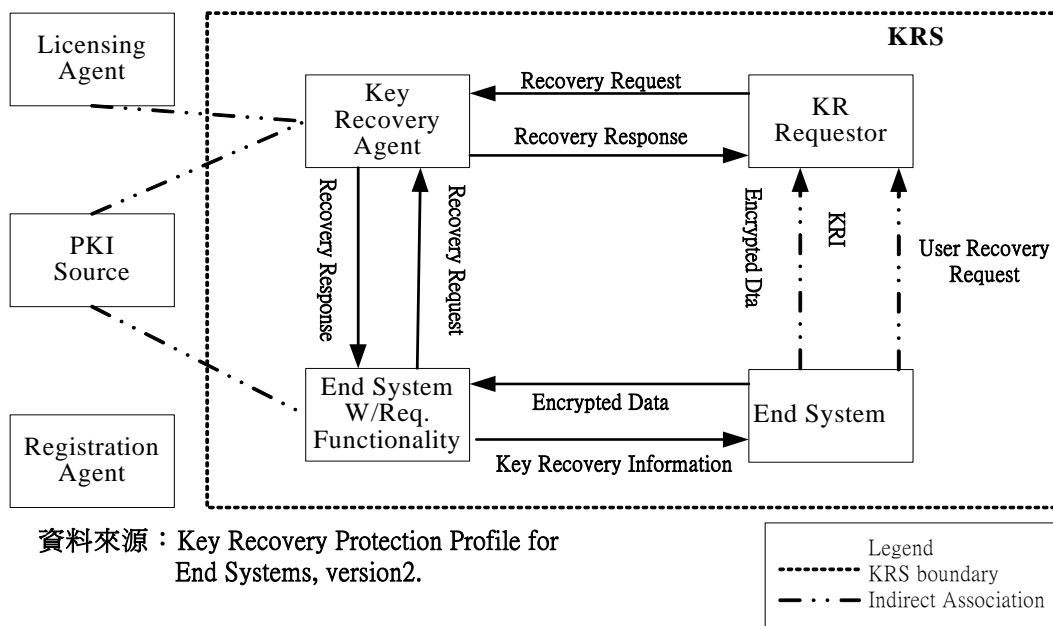 Licensing
Agent
KRS
Key
Recovery
Agent
Recovery Request
Recovery Response
KR
Requestor
PKI
Source
Recovery Response
Recovery Request
Encrypted Dta
KRI
User Recovery
Request
End System
W/Req.
Functionality
Encrypted Data
Key Recovery Information
End System
Registration
Agent
資料來源：Key Recovery Protection Profile for
End Systems, version2.
Legend
KRS boundary
Indirect Association